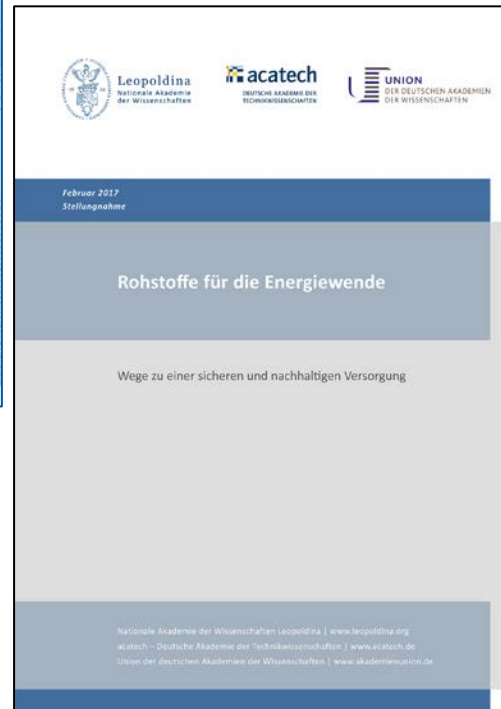 Leopoldina
Nationale Akademie
der Wissenschaften
acatech
DEUTSCHE AKADEMIE DER
TECHNIKWISSENSCHAFTEN
UNION
DER DEUTSCHEN AKADEMIEN
DER WISSENSCHAFTEN
Februar 2017
Stellungnahme
Rohstoffe für die Energiewende
Wege zu einer sicheren und nachhaltigen Versorgung
Nationale Akademie der Wissenschaften Leopoldina | www.leopoldina.org
acatech – Deutsche Akademie der Technikwissenschaften | www.acatech.de
Union der deutschen Akademien der Wissenschaften | www.akademienunion.de